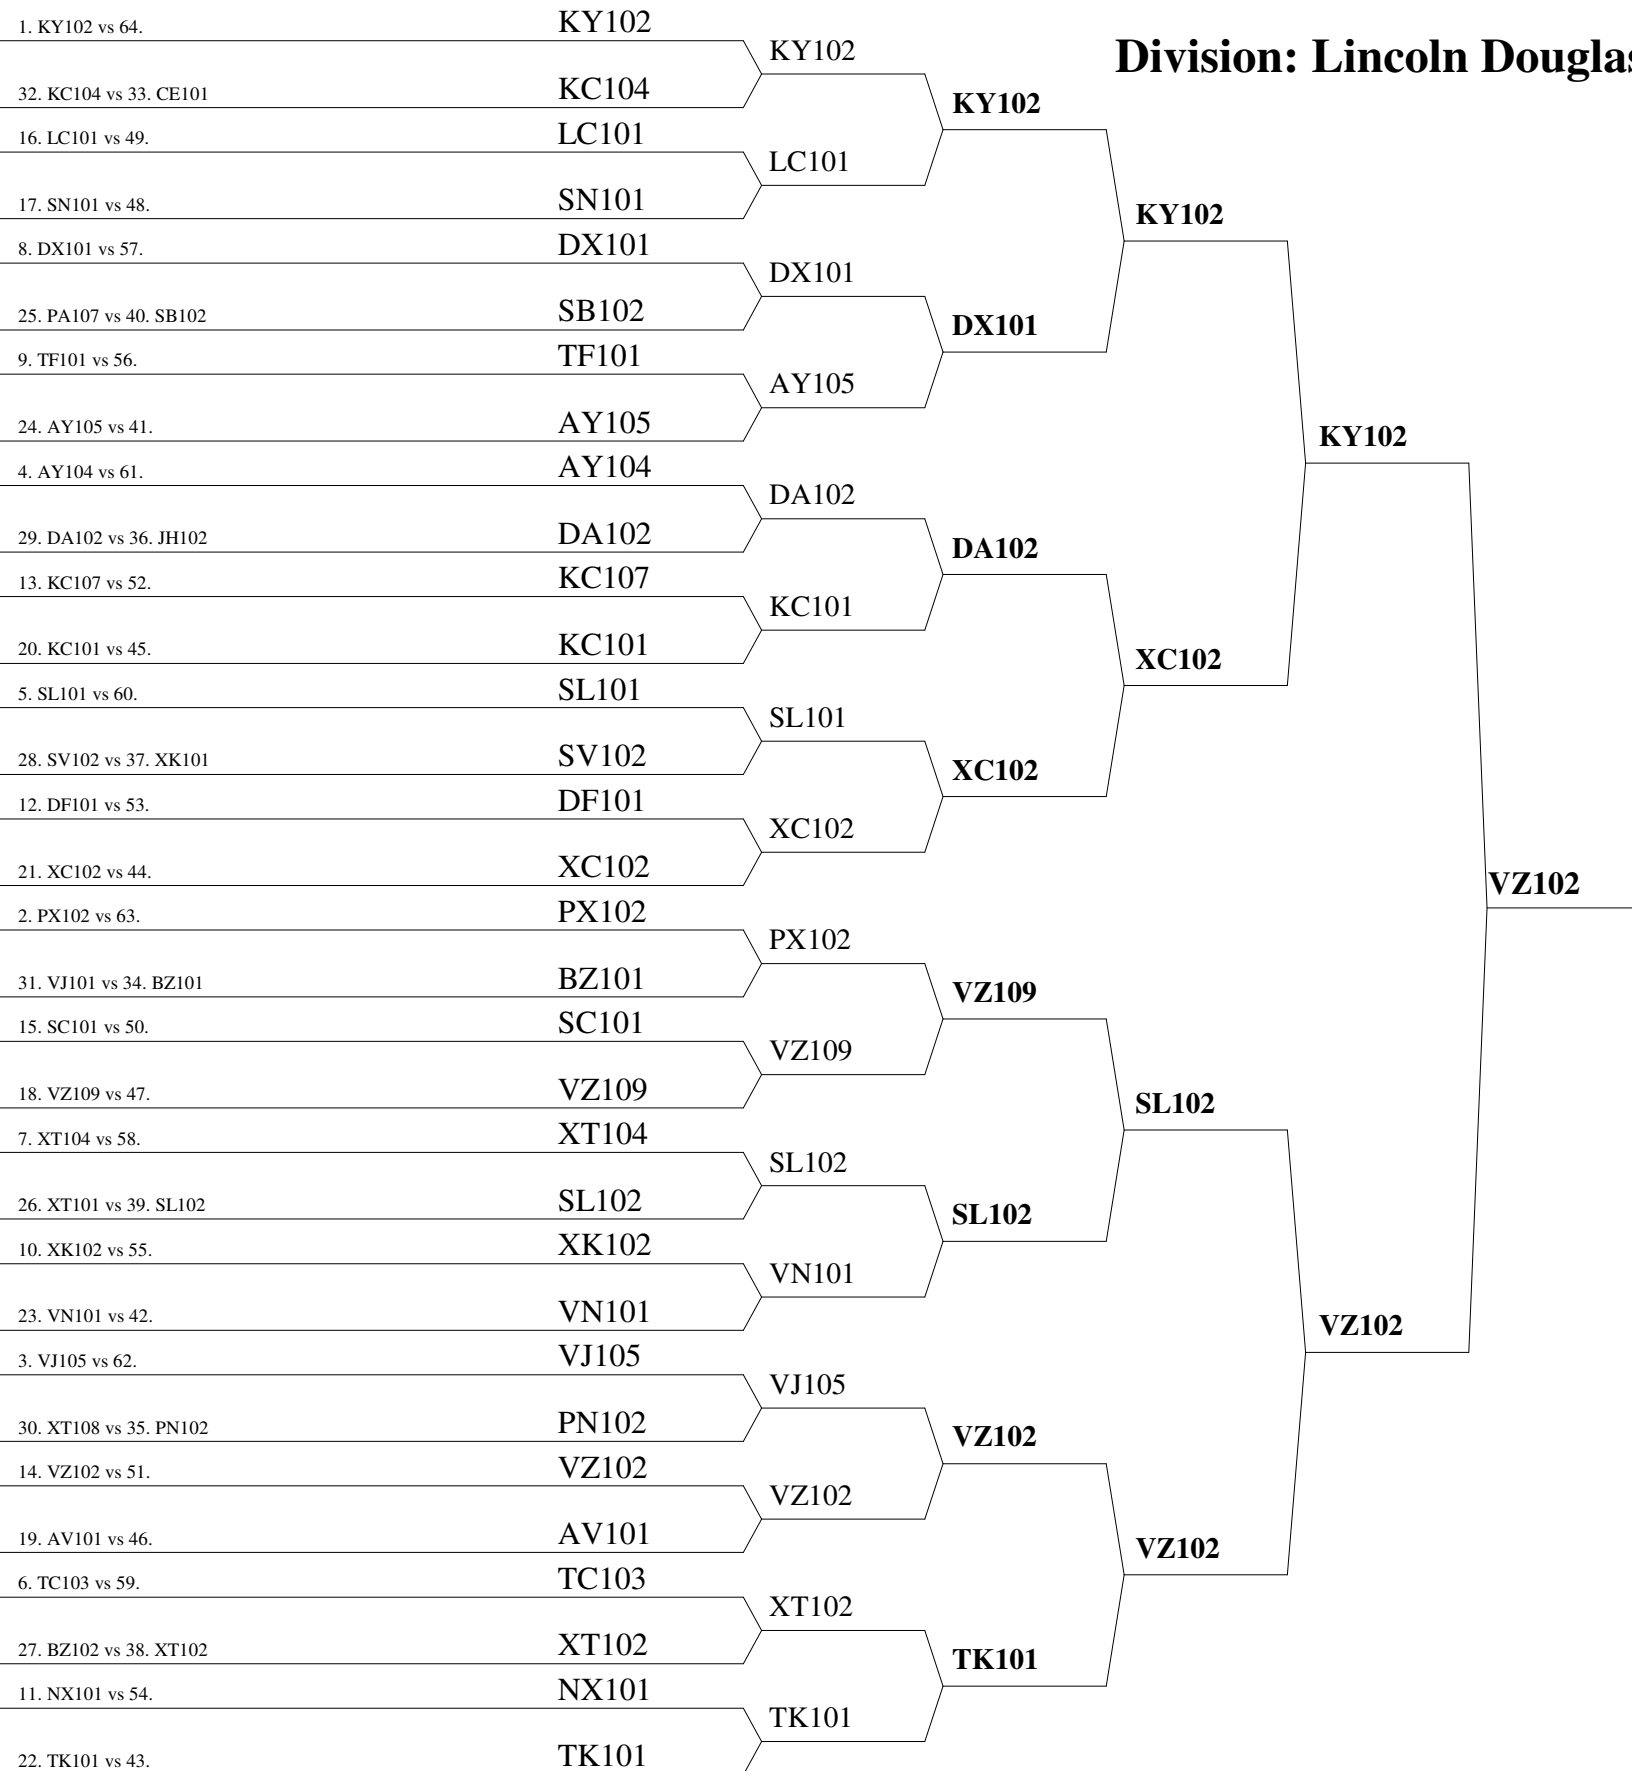 1. KY102 vs 64.
KY102
KY102
Division: Lincoln Douglas
32. KC104 vs 33. CE101
KC104
KY102
16. LC101 vs 49.
LC101
LC101
17. SN101 vs 48.
SN101
KY102
8. DX101 vs 57.
DX101
DX101
25. PA107 vs 40. SB102
SB102
DX101
9. TF101 vs 56.
TF101
AY105
24. AY105 vs 41.
AY105
KY102
4. AY104 vs 61.
AY104
DA102
29. DA102 vs 36. JH102
DA102
DA102
13. KC107 vs 52.
KC107
KC101
20. KC101 vs 45.
KC101
XC102
5. SL101 vs 60.
SL101
SL101
28. SV102 vs 37. XK101
SV102
XC102
12. DF101 vs 53.
DF101
XC102
21. XC102 vs 44.
XC102
VZ102
2. PX102 vs 63.
PX102
PX102
31. VJ101 vs 34. BZ101
BZ101
VZ109
15. SC101 vs 50.
SC101
VZ109
18. VZ109 vs 47.
VZ109
SL102
7. XT104 vs 58.
XT104
SL102
26. XT101 vs 39. SL102
SL102
SL102
10. XK102 vs 55.
XK102
VN101
23. VN101 vs 42.
VN101
VZ102
3. VJ105 vs 62.
VJ105
VJ105
30. XT108 vs 35. PN102
PN102
VZ102
14. VZ102 vs 51.
VZ102
VZ102
19. AV101 vs 46.
AV101
VZ102
6. TC103 vs 59.
TC103
XT102
27. BZ102 vs 38. XT102
XT102
TK101
11. NX101 vs 54.
NX101
TK101
22. TK101 vs 43.
TK101